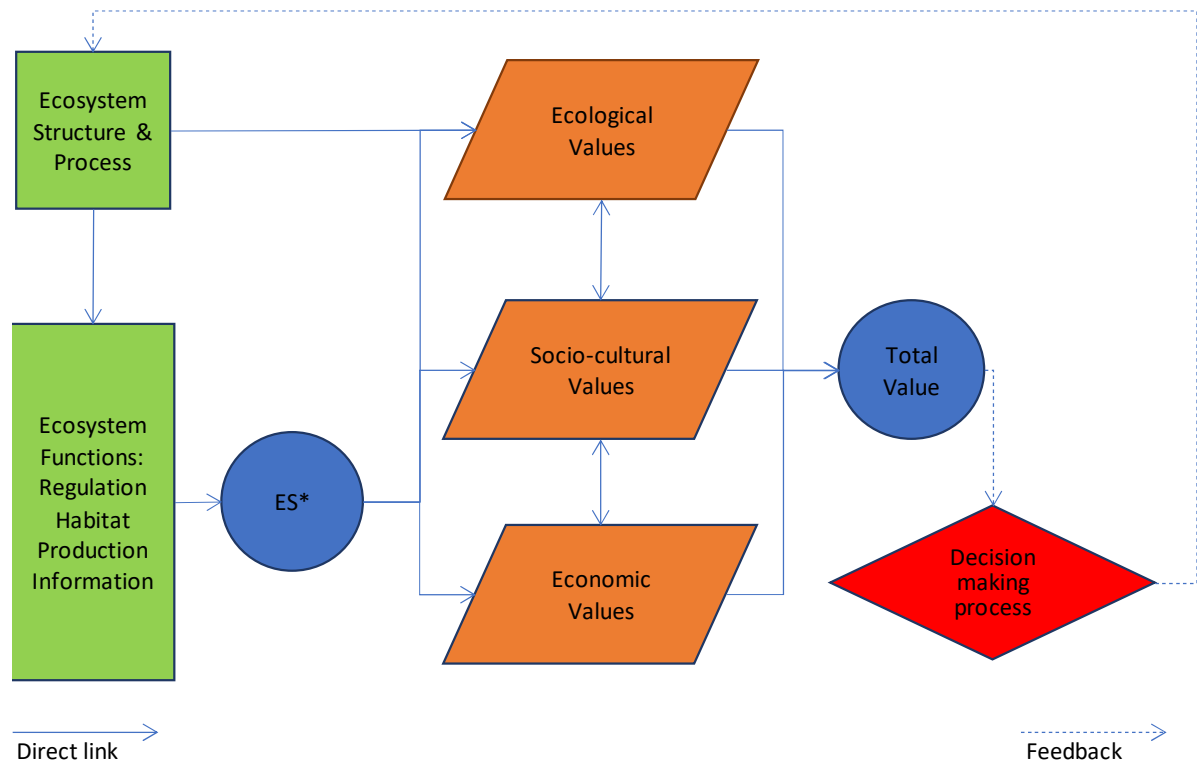 Ecosystem
Structure &
Process
Ecological
Values
Socio-cultural
Values
Total
Value
Ecosystem
Functions:
Regulation
Habitat
Production
Information
ES*
Economic
Values
Decision
making
process
Direct link
Feedback